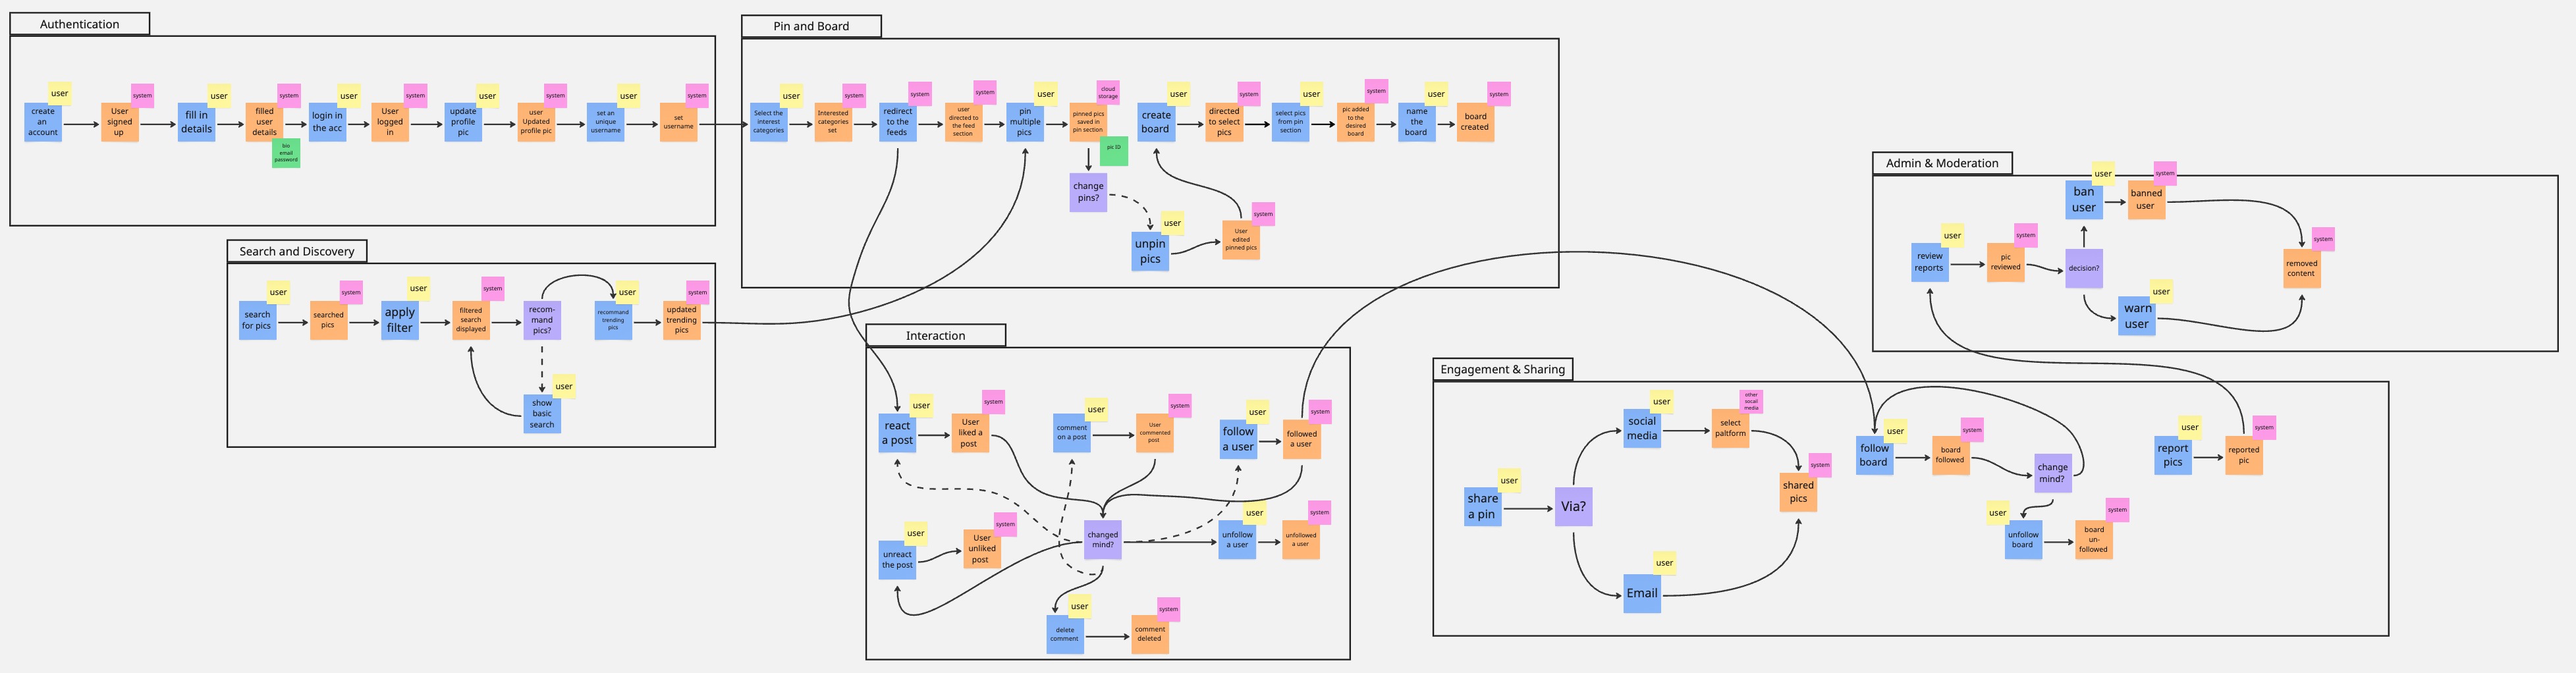 Authentication
user
create
an
account
system
User
signed
up
user
fill in
details
system
filled
user
details
bio
email
password
user
login in
the acc
system
User
logged
in
user
update
profile
pic
system
user
Updated
profile pic
user
set an
unique
username
system
set
username
Pin and Board
user
Select the
interest
categories
system
Interested
categories
set
system
redirect
to the
feeds
system
user
directed to
the feed
section
user
pin
multiple
pics
cloud
storage
pinned pics
saved in
pin section
pic ID
user
create
board
system
directed
to select
pics
user
select pics
from pin
section
system
pic added
to the
desired
board
user
name
the
board
system
board
created
change
pins?
user
unpin
pics
system
User
edited
pinned pics
Search and Discovery
user
search
for pics
system
searched
pics
user
apply
filter
system
filtered
search
displayed
recom-
mand
pics?
user
recommand
trending
pics
system
updated
trending
pics
user
show
basic
search
Interaction
user
react
a post
system
User
liked a
post
user
comment
on a post
system
User
commented
post
user
follow
a user
system
followed
a user
user
unreact
the post
system
User
unliked
post
changed
mind?
user
unfollow
a user
system
unfollowed
a user
user
delete
comment
system
comment
deleted
Engagement & Sharing
user
share
a pin
Via?
user
social
media
other
socail
media
select
paltform
system
shared
pics
user
Email
user
follow
board
system
board
followed
change
mind?
user
unfollow
board
system
board
un-
followed
user
report
pics
system
reported
pic
Admin & Moderation
user
review
reports
system
pic
reviewed
decision?
user
ban
user
system
banned
user
user
warn
user
system
removed
content